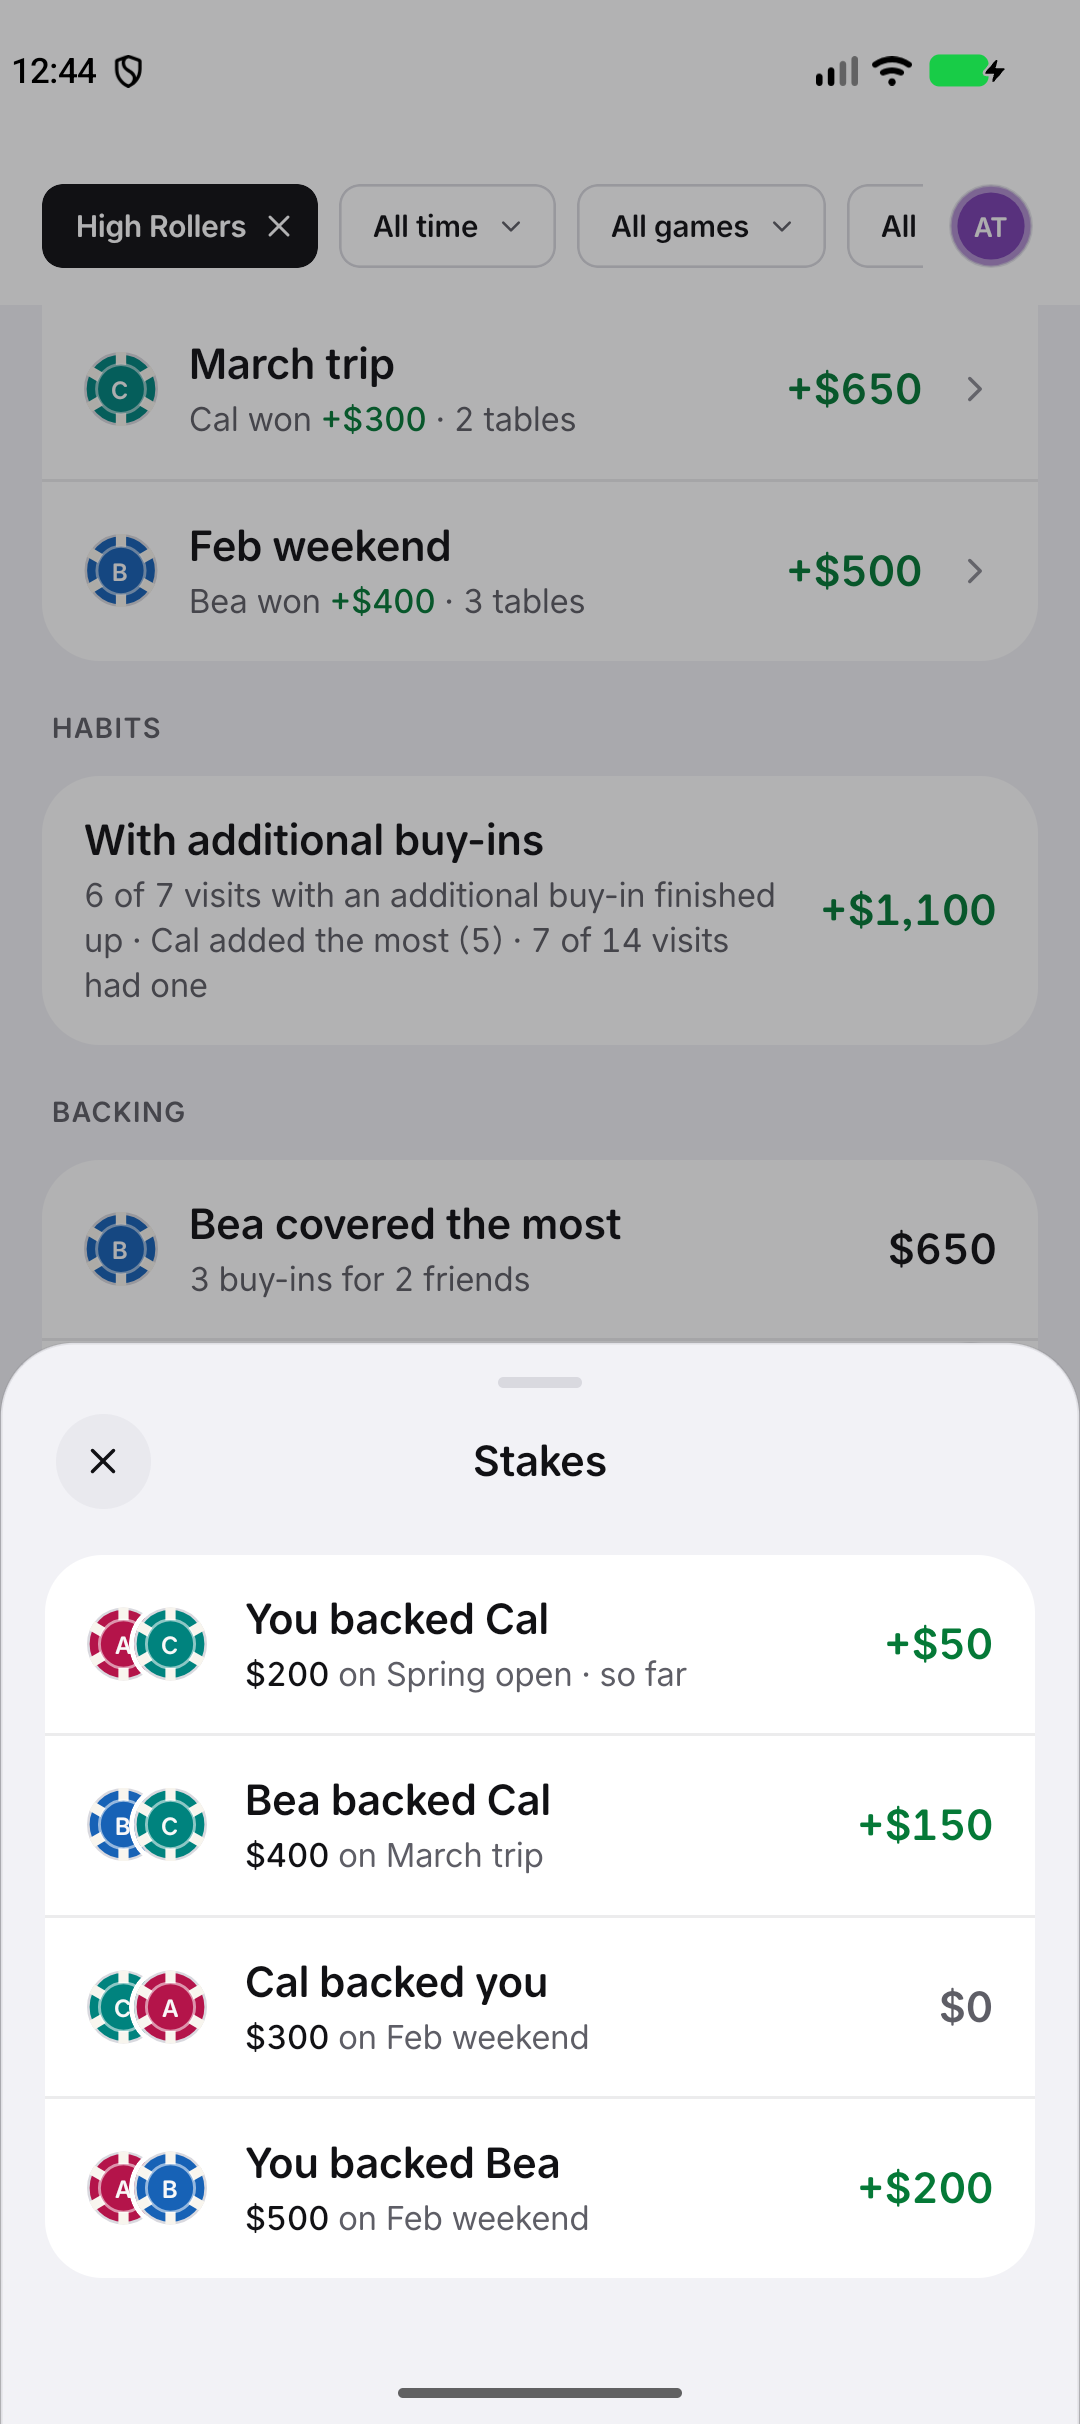 12:44
High Rollers
All time
All games
All
AT
C
March trip
+$650
Cal won +$300 · 2 tables
B
Feb weekend
+$500
Bea won +$400 · 3 tables
HABITS
With additional buy-ins
6 of 7 visits with an additional buy-in finished
up · Cal added the most (5) · 7 of 14 visits
had one
+$1,100
BACKING
B
Bea covered the most
$650
3 buy-ins for 2 friends
Stakes
A C
You backed Cal
+$50
$200 on Spring open · so far
B C
Bea backed Cal
+$150
$400 on March trip
C A
Cal backed you
$0
$300 on Feb weekend
A B
You backed Bea
+$200
$500 on Feb weekend